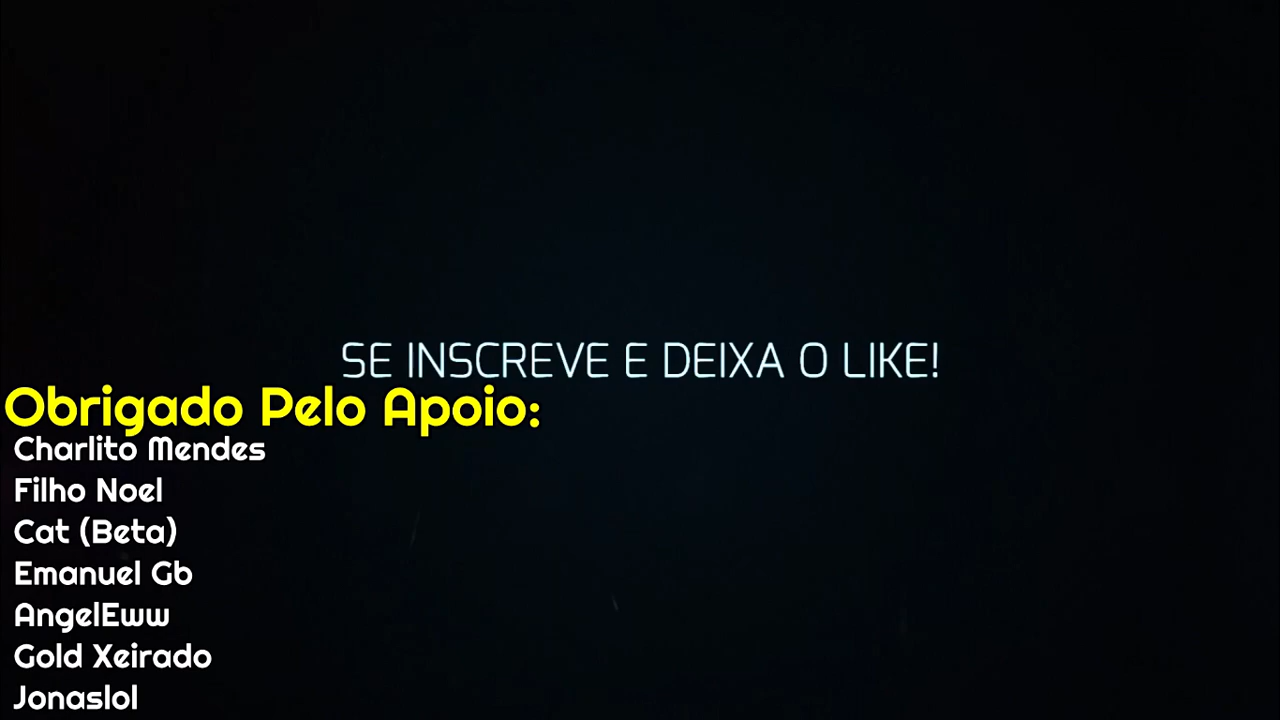 SE INSCREVE E DEIXA O LIKE!
Obrigado Pelo Apoio:
Charlito Mendes
Filho Noel
Cat (Beta)
Emanuel Gb
AngelEww
Gold Xeirado
Jonaslol